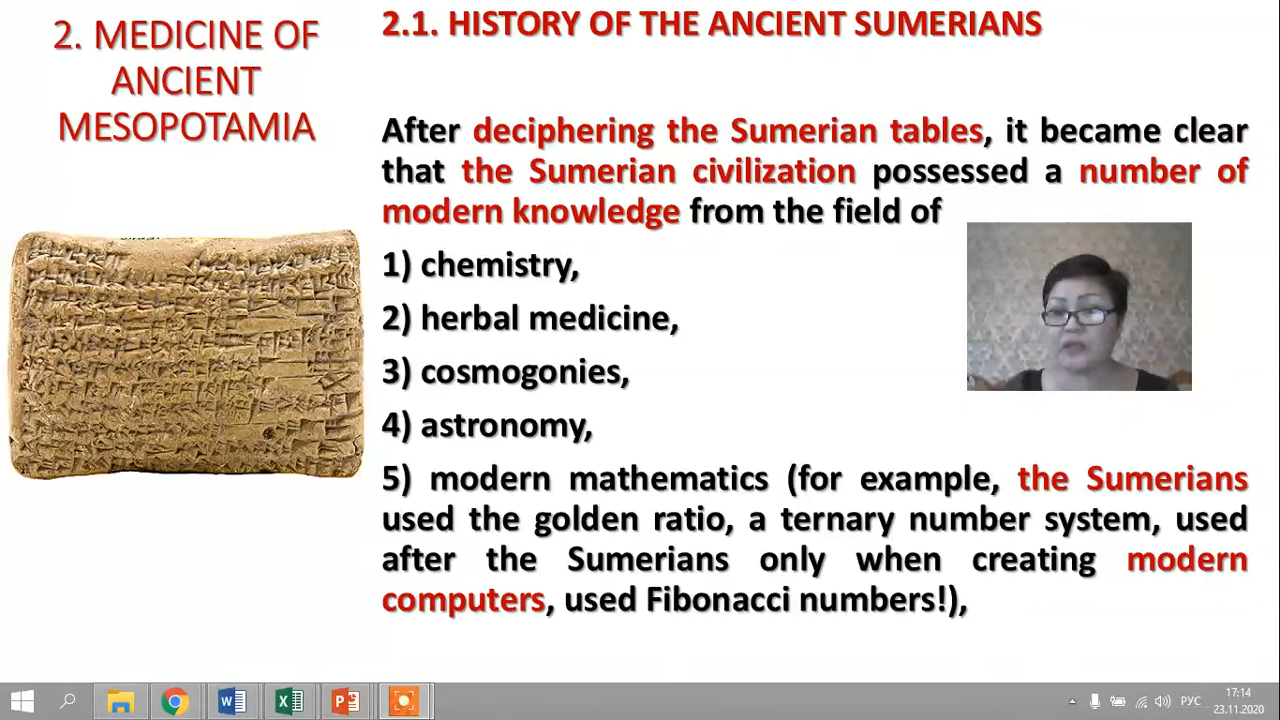 2. MEDICINE OF
ANCIENT
MESOPOTAMIA
2.1. HISTORY OF THE ANCIENT SUMERIANS
After deciphering the Sumerian tables, it became clear
that the Sumerian civilization possessed a number of
modern knowledge from the field of
1) chemistry,
2) herbal medicine,
3) cosmogonies,
4) astronomy,
5) modern mathematics (for example, the Sumerians
used the golden ratio, a ternary number system, used
after the Sumerians only when creating modern
computers, used Fibonacci numbers!),
РУС
17:14
23.11.2020